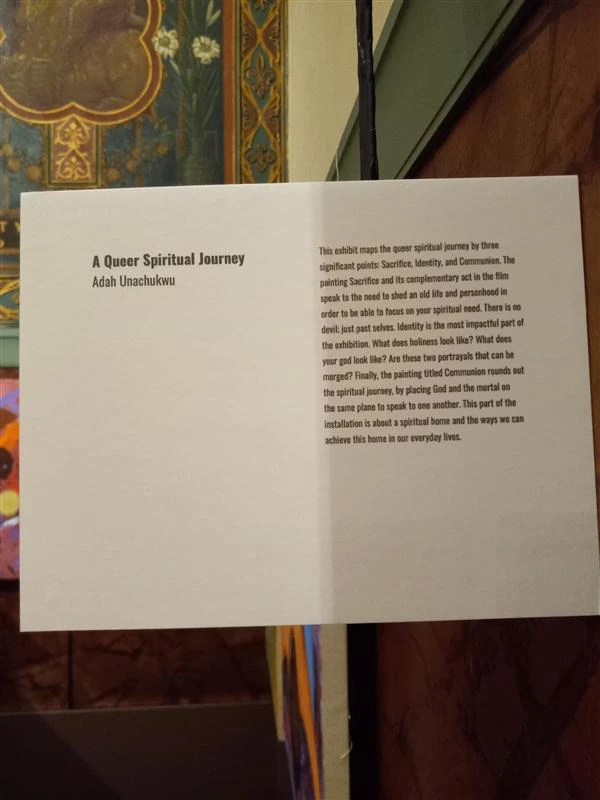 A Queer Spiritual Journey
Adah Unachukwu
This exhibit maps the queer spiritual journey by three
significant points: Sacrifice, Identity, and Communion. The
painting Sacrifice and its complementary act in the film
speak to the need to shed an old life and personhood in
order to be able to focus on your spiritual need. There is no
devil; just past selves. Identity is the most impactful part of
the exhibition. What does holiness look like? What does
your god look like? Are these two portrayals that can be
merged? Finally, the painting titled Communion rounds out
the spiritual journey, by placing God and the mortal on
the same plane to speak to one another. This part of the
installation is about a spiritual home and the ways we can
achieve this home in our everyday lives.